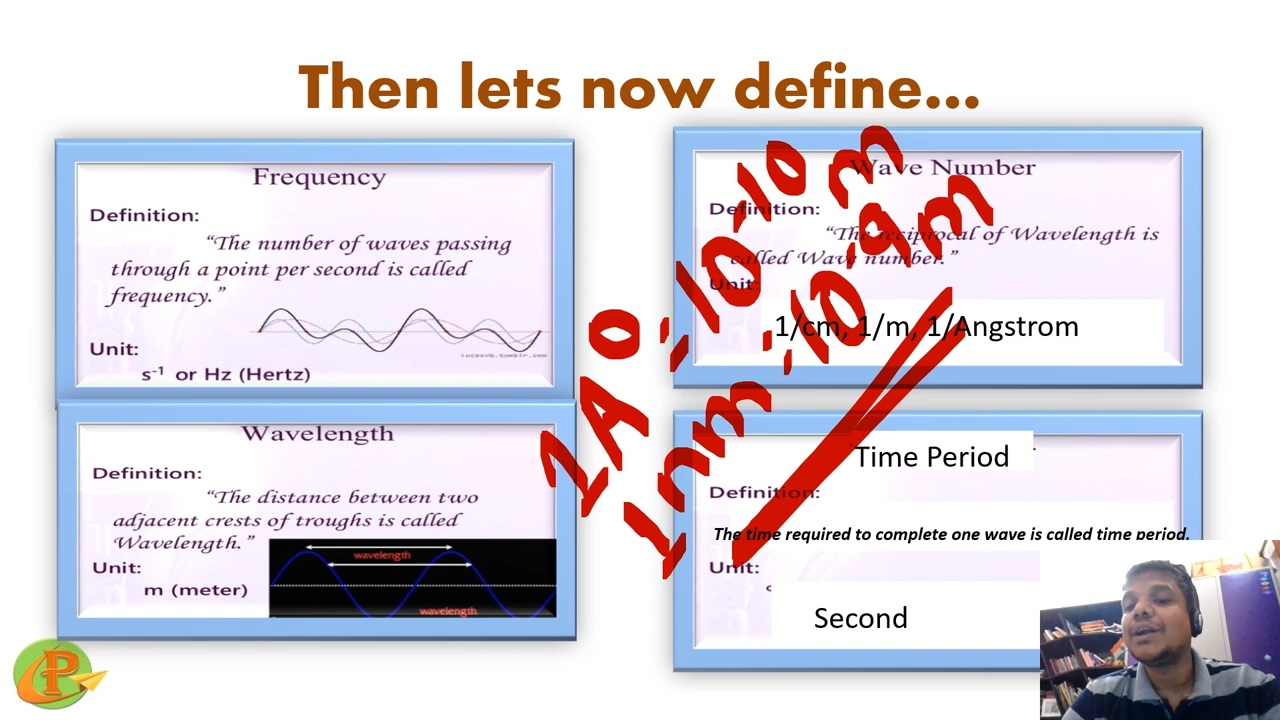 Then lets now define...
Frequency
Definition:
“The number of waves passing
through a point per second is called
frequency.”
Unit:
s-1 or Hz (Hertz)
Wavelength
Definition:
“The distance between two
adjacent crests of troughs is called
Wavelength.”
wavelength
Unit:
m (meter)
wavelength
Wave Number
Definition:
“The reciprocal of Wavelength is
called Wave number.”
Unit:
1/cm, 1/m, 1/Angstrom
Time Period
Definition:
The time required to complete one wave is called time period.
Unit:
Second
1A0 = 10-10 m
1nm = 10-9 m
P